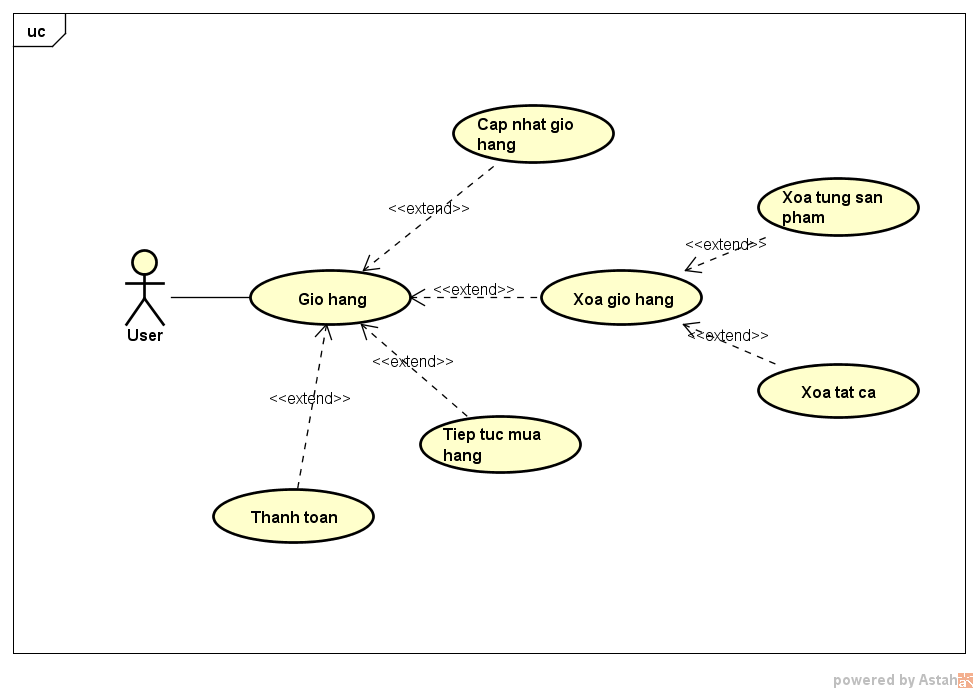 uc
Cap nhat gio
hang
Xoa tung san
pham
<<extend>>
<<extend>>
<<extend>>
Gio hang
Xoa gio hang
User
<<extend>>
<<extend>>
Xoa tat ca
<<extend>>
Tiep tuc mua
hang
Thanh toan
powered by Astah